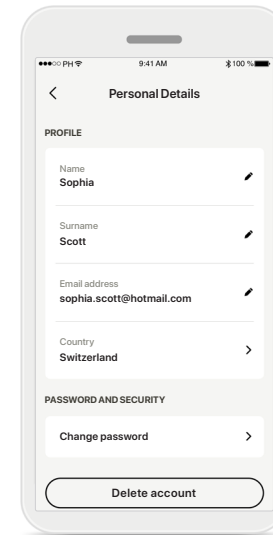 PH 9:41 AM 100 %
Personal Details
PROFILE
Name
Sophia
Surname
Scott
Email address
sophia.scott@hotmail.com
Country
Switzerland
PASSWORD AND SECURITY
Change password
Delete account